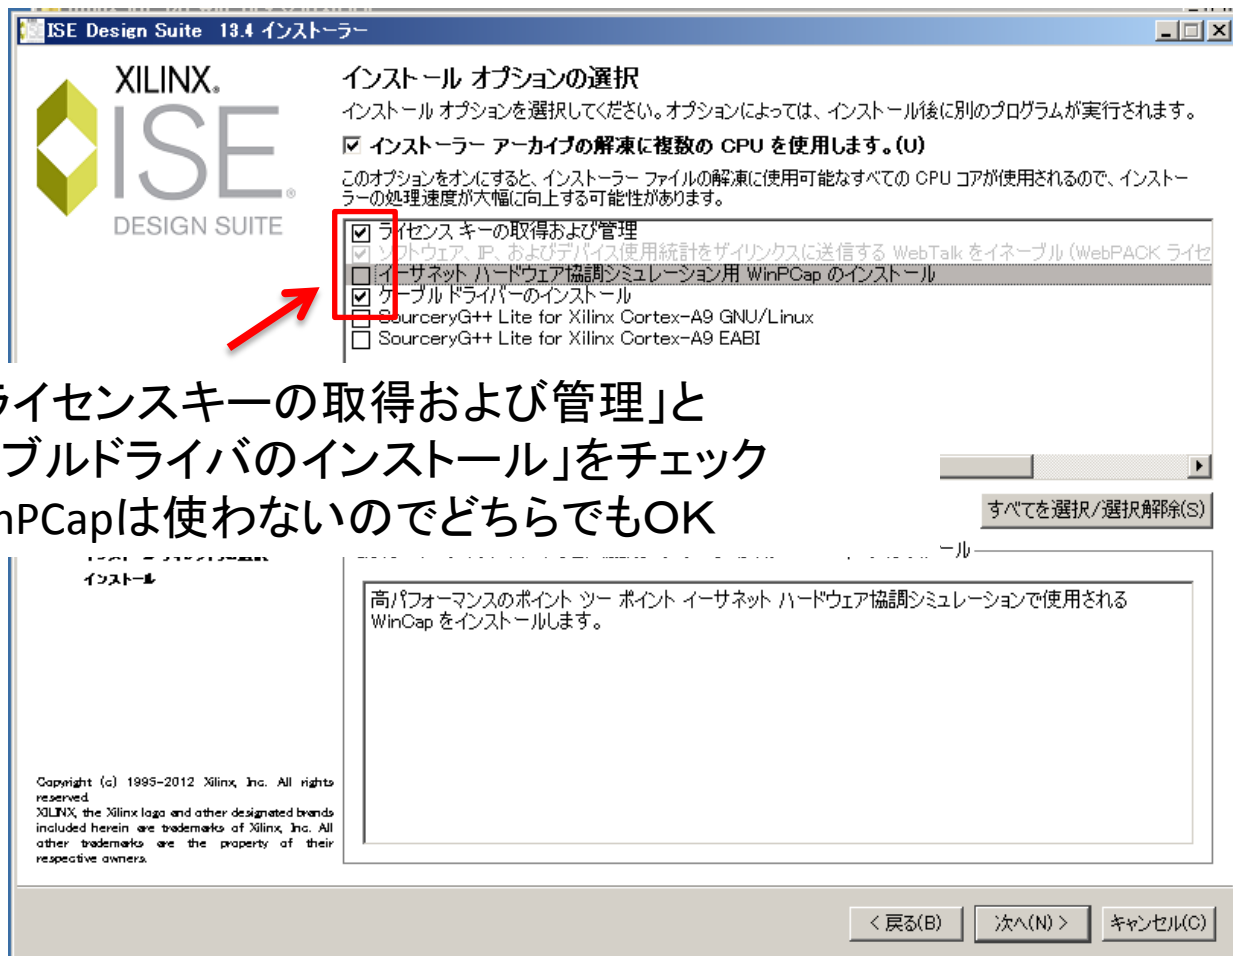 ISE Design Suite 13.4 インストーラー
XILINX®
ISE®
DESIGN SUITE
インストール オプションの選択
インストール オプションを選択してください。オプションによっては、インストール後に別のプログラムが実行されます。
インストーラー アーカイブの解凍に複数の CPU を使用します。(U)
このオプションをオンにすると、インストーラー ファイルの解凍に使用可能なすべての CPU コアが使用されるので、インストー
ラーの処理速度が大幅に向上する可能性があります。
ライセンス キーの取得および管理
ソフトウェア、IP、およびデバイス使用統計をザイリンクスに送信する WebTalk をイネーブル (WebPACK ライセ
イーサネット ハードウェア協調シミュレーション用 WinPCap のインストール
ケーブル ドライバーのインストール
SourceryG++ Lite for Xilinx Cortex-A9 GNU/Linux
SourceryG++ Lite for Xilinx Cortex-A9 EABI
ライセンスキーの取得および管理」と
ブルドライバのインストール」をチェック
nPCapは使わないのでどちらでもOK
すべてを選択/選択解除(S)
ール
インストール
高パフォーマンスのポイント ツー ポイント イーサネット ハードウェア協調シミュレーションで使用される
WinCap をインストールします。
Copyright (c) 1995-2012 Xilinx, Inc. All rights
reserved.
XILINX, the Xilinx logo and other designated brands
included herein are trademarks of Xilinx, Inc. All
other trademarks are the property of their
respective owners.
< 戻る(B)
次へ(N) >
キャンセル(C)